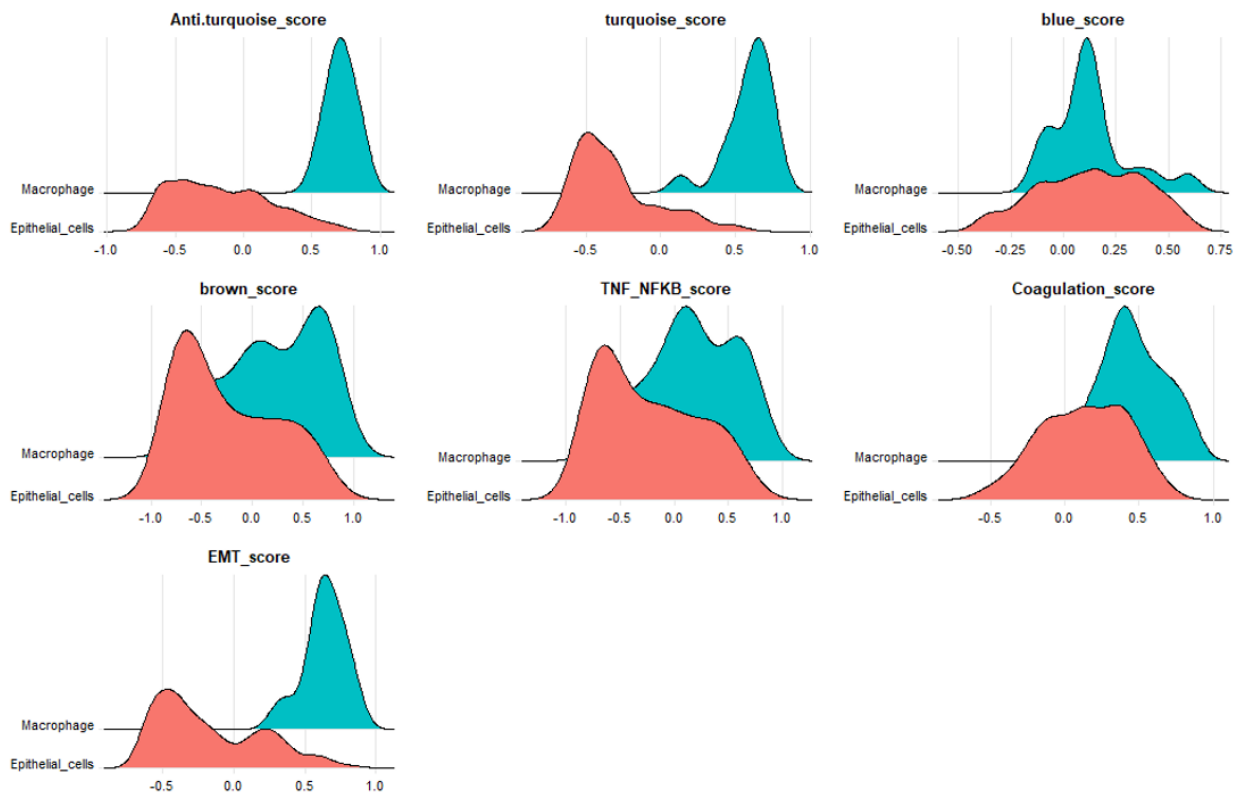 Anti.turquoise_score
Macrophage
Epithelial_cells
-1.0 -0.5 0.0 0.5 1.0
turquoise_score
Macrophage
Epithelial_cells
-0.5 0.0 0.5 1.0
blue_score
Macrophage
Epithelial_cells
-0.50 -0.25 0.00 0.25 0.50 0.75
brown_score
Macrophage
Epithelial_cells
-1.0 -0.5 0.0 0.5 1.0
TNF_NFKB_score
Macrophage
Epithelial_cells
-1.0 -0.5 0.0 0.5 1.0
Coagulation_score
Macrophage
Epithelial_cells
-0.5 0.0 0.5 1.0
EMT_score
Macrophage
Epithelial_cells
-0.5 0.0 0.5 1.0